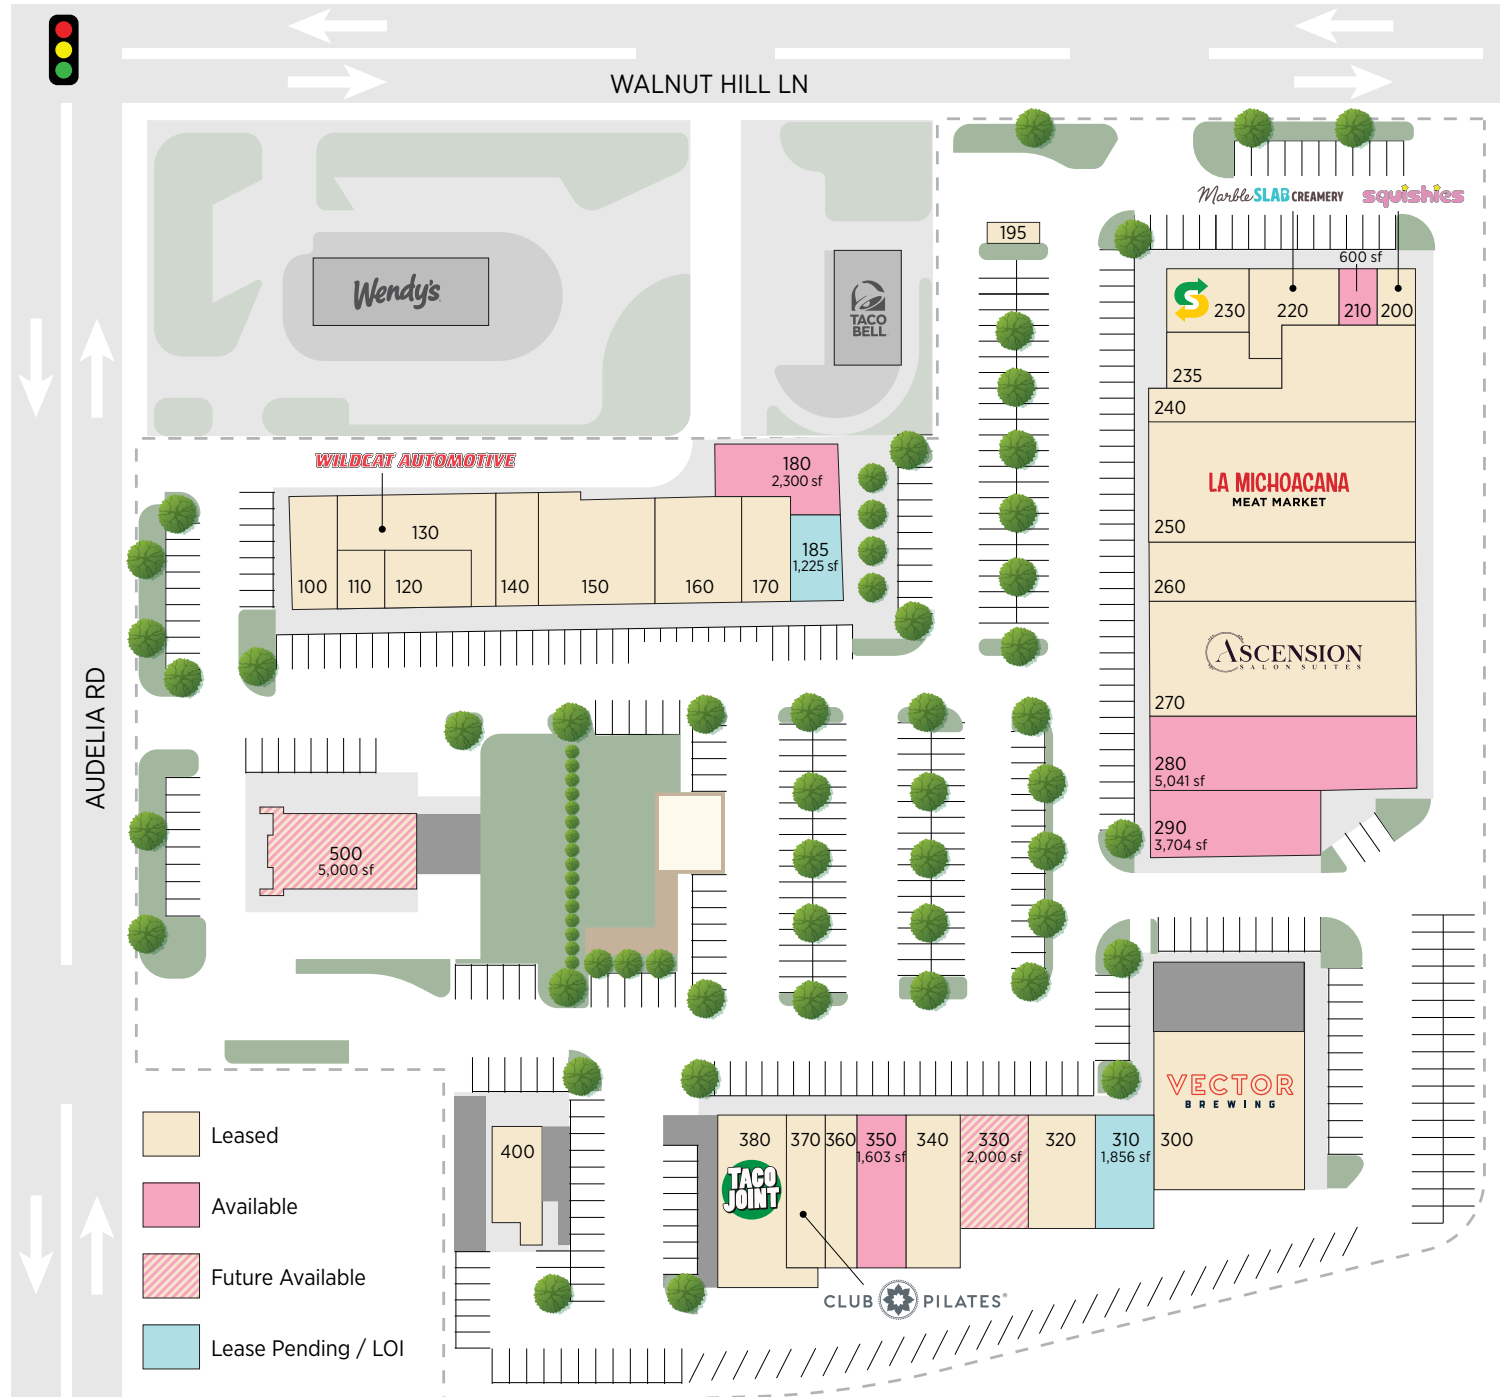 WALNUT HILL LN
AUDELIA RD
Wendy's
TACO
BELL
Marble SLAB CREAMERY
squishies
195
600 sf
230
220
210
200
235
240
LA MICHOACANA
MEAT MARKET
250
260
ASCENSION
SALON SUITES
270
280
5,041 sf
290
3,704 sf
WILDCAT AUTOMOTIVE
180
2,300 sf
130
185
1,225 sf
100
110
120
140
150
160
170
500
5,000 sf
VECTOR
BREWING
300
310
1,856 sf
320
330
2,000 sf
340
350
1,603 sf
360
370
380
TACO
JOINT
CLUB PILATES®
400
Leased
Available
Future Available
Lease Pending / LOI